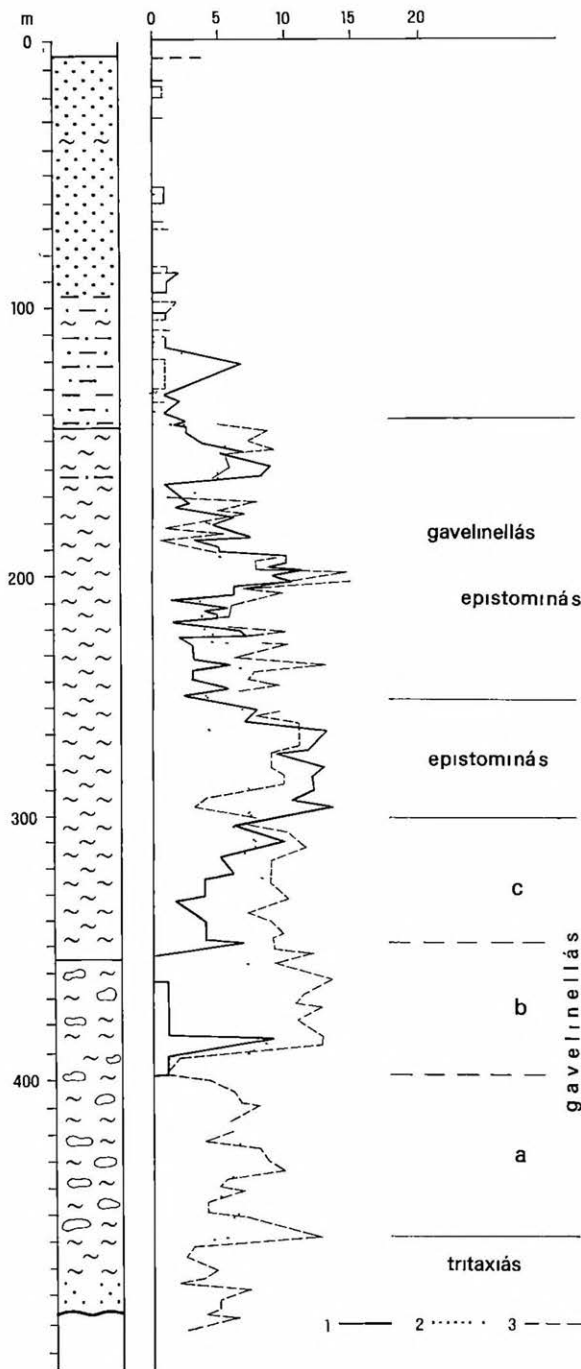 m
0 5 10 15 20
0
100
200
300
400
gavelinellás
epistominás
epistominás
c
b
a
gavelinellás
tritaxiás
1 2 3